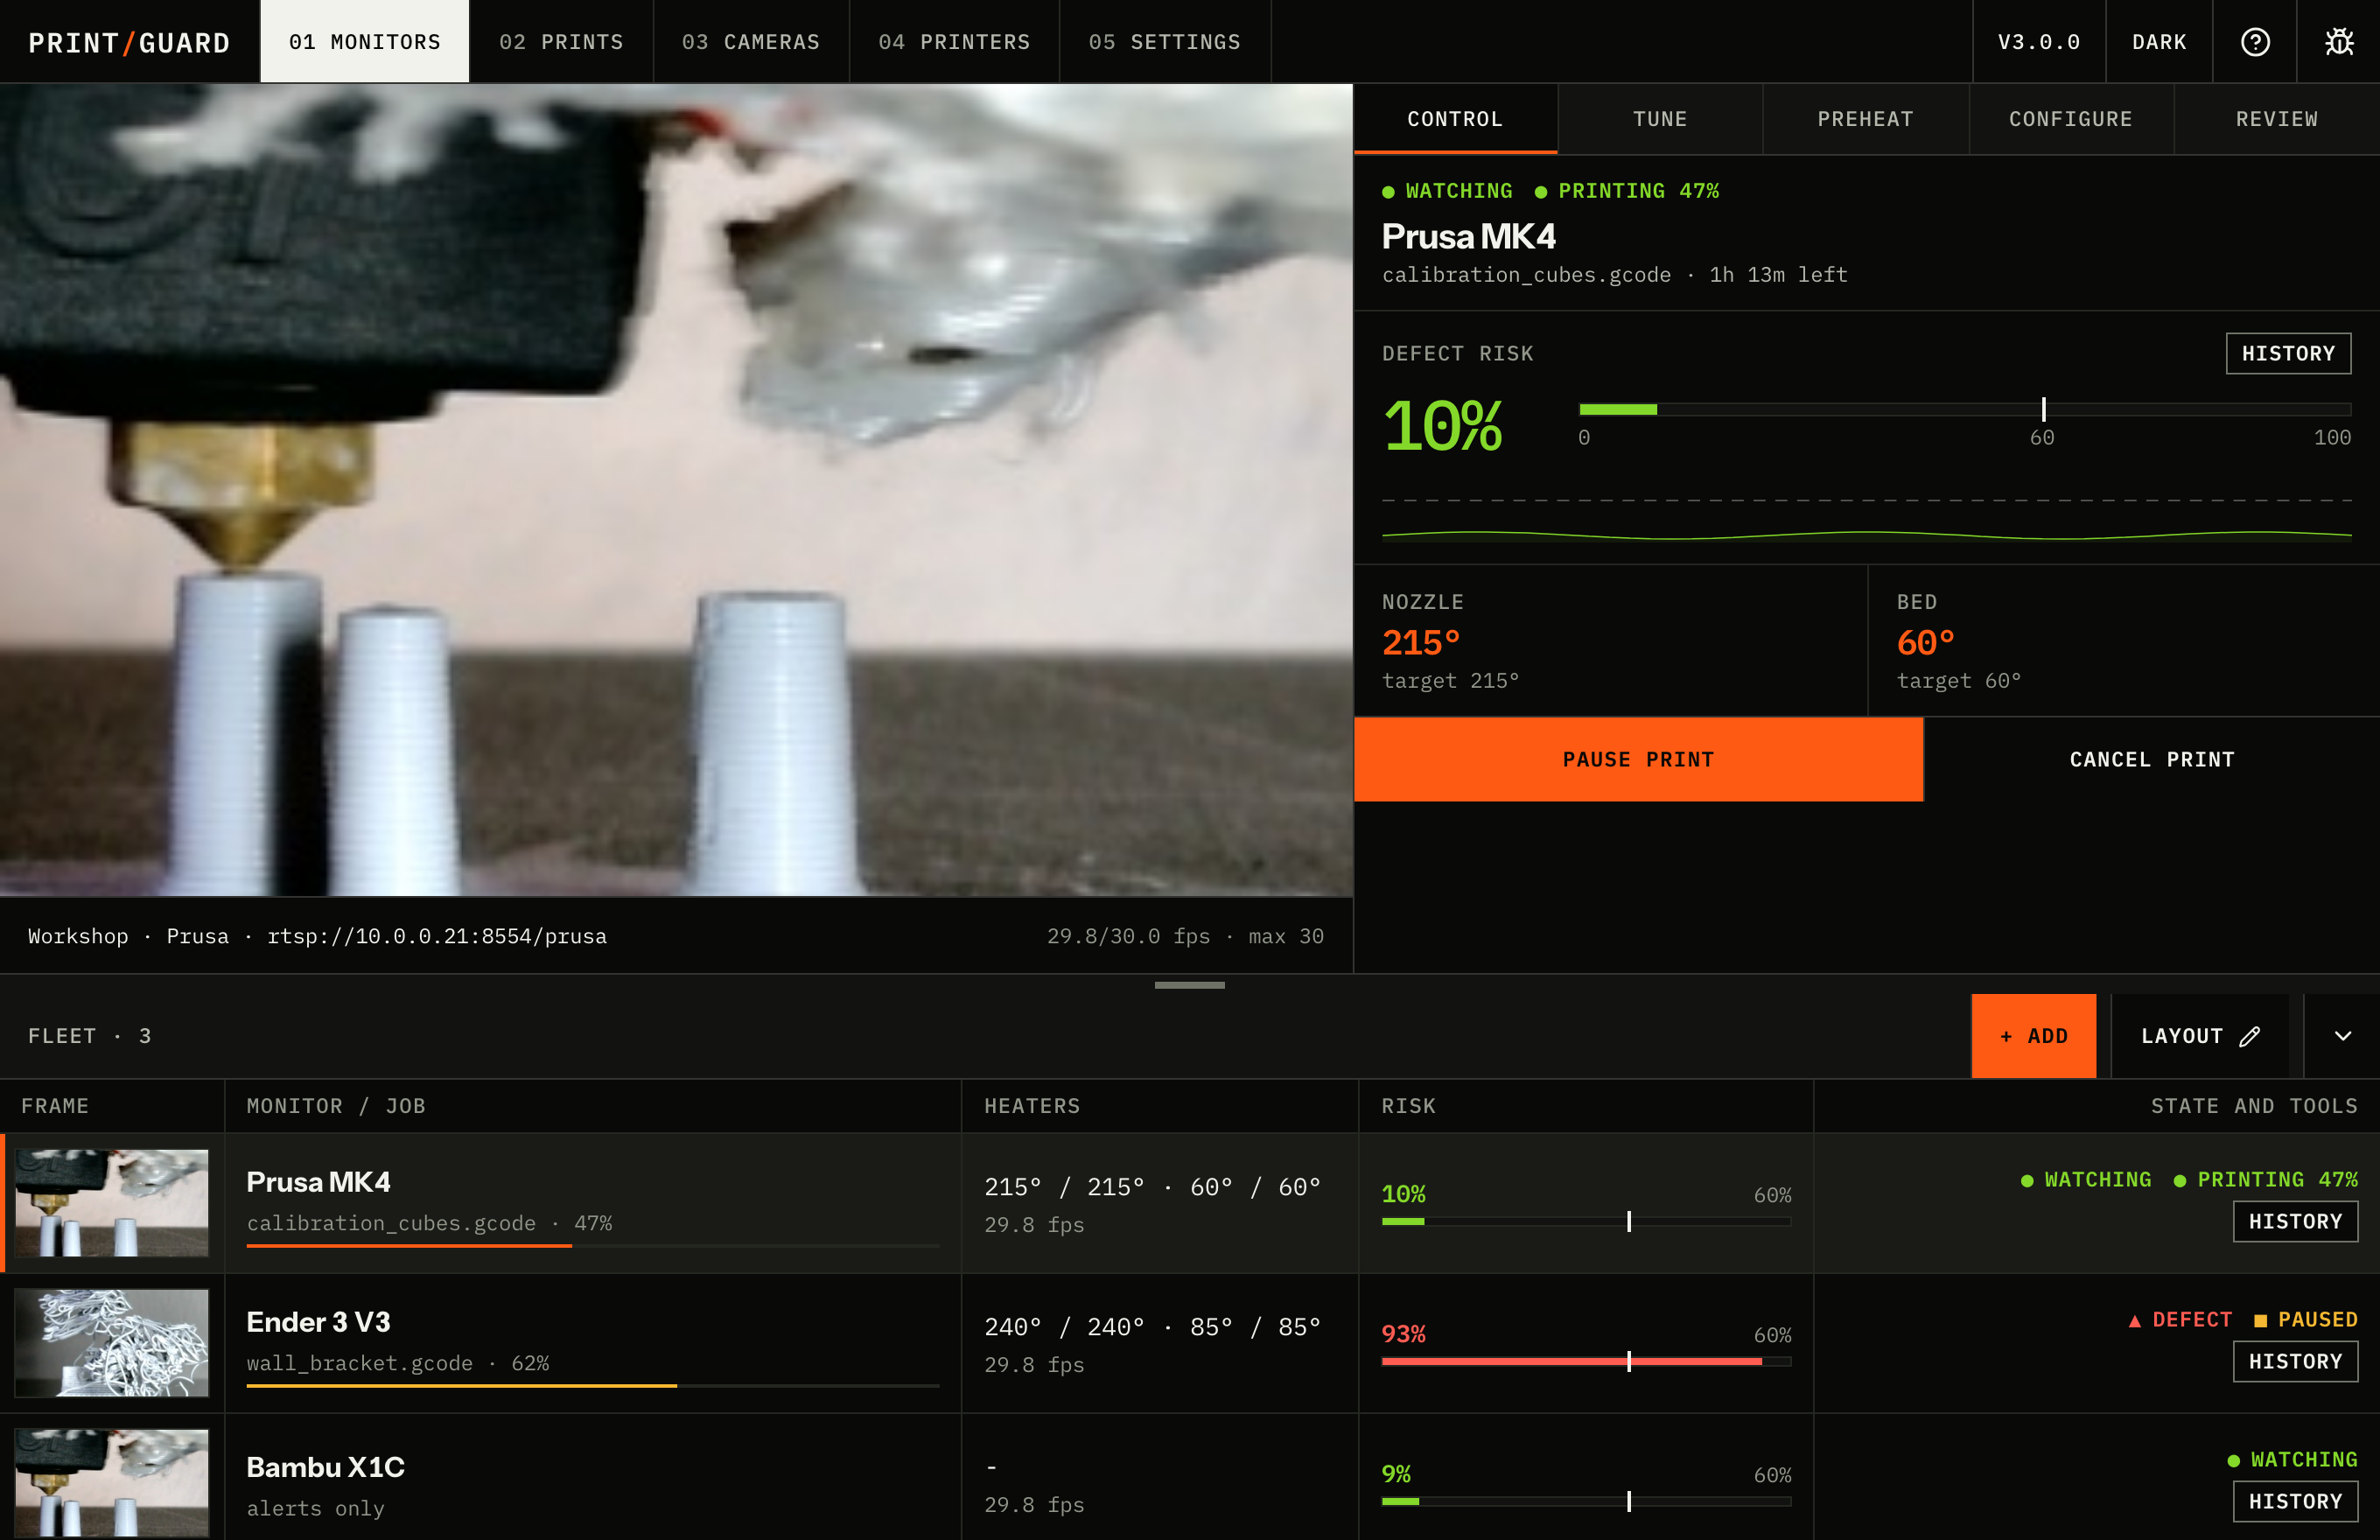 PRINT/GUARD
01 MONITORS
02 PRINTS
03 CAMERAS
04 PRINTERS
05 SETTINGS
V3.0.0
DARK
CONTROL
TUNE
PREHEAT
CONFIGURE
REVIEW
● WATCHING ● PRINTING 47%
Prusa MK4
calibration_cubes.gcode · 1h 13m left
DEFECT RISK
HISTORY
10%
0
60
100
NOZZLE
215°
target 215°
BED
60°
target 60°
PAUSE PRINT
CANCEL PRINT
Workshop · Prusa · rtsp://10.0.0.21:8554/prusa
29.8/30.0 fps · max 30
FLEET · 3
+ ADD
LAYOUT
FRAME
MONITOR / JOB
HEATERS
RISK
STATE AND TOOLS
Prusa MK4
calibration_cubes.gcode · 47%
215° / 215° · 60° / 60°
29.8 fps
10%
60%
● WATCHING ● PRINTING 47%
HISTORY
Ender 3 V3
wall_bracket.gcode · 62%
240° / 240° · 85° / 85°
29.8 fps
93%
60%
▲ DEFECT ■ PAUSED
HISTORY
Bambu X1C
alerts only
-
29.8 fps
9%
60%
● WATCHING
HISTORY